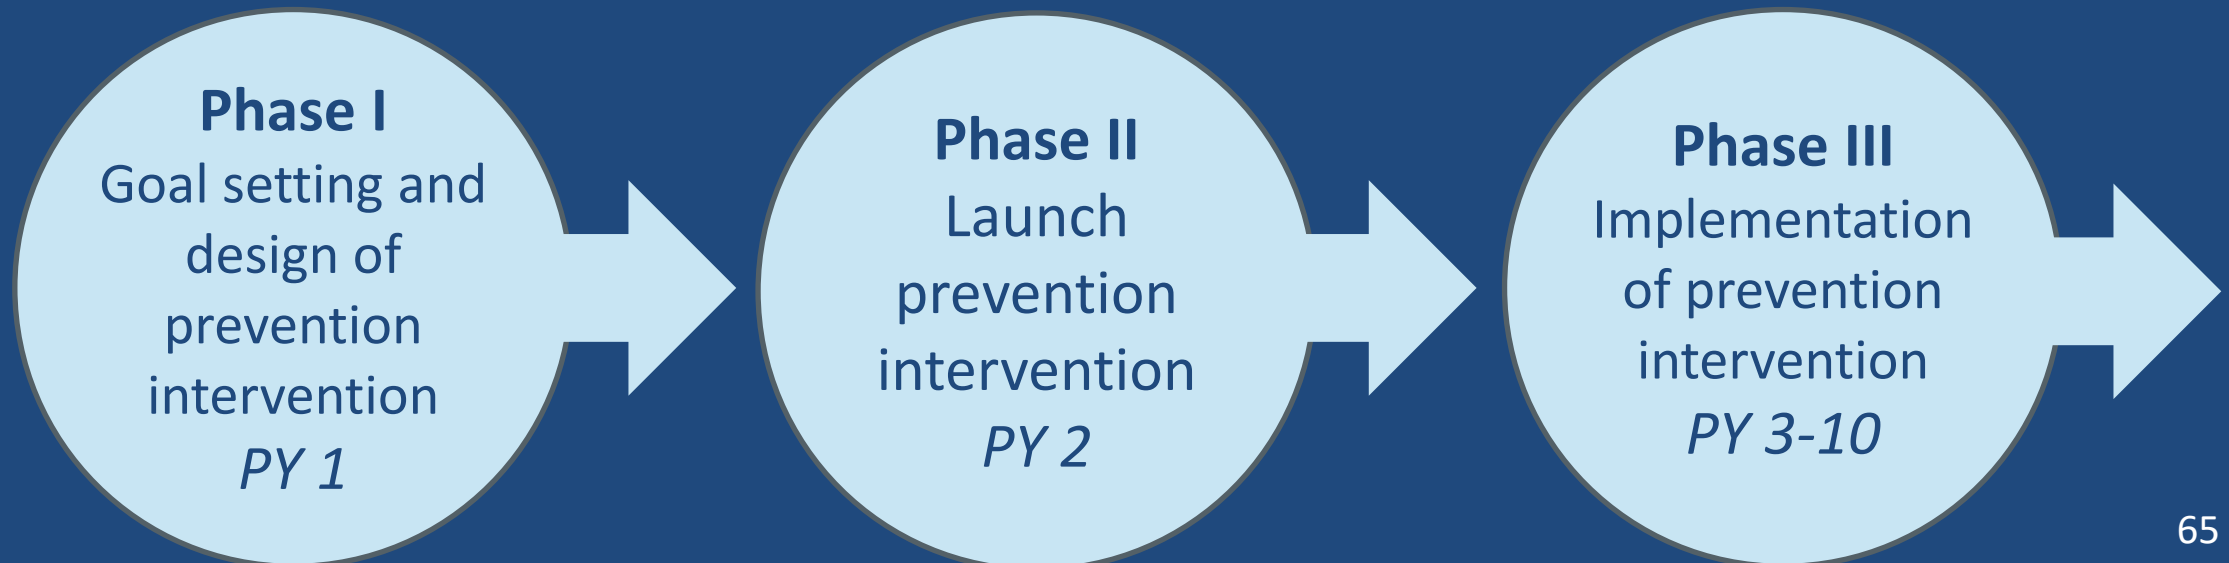 Phase I
Goal setting and
design of
prevention
intervention
PY 1
Phase II
Launch
prevention
intervention
PY 2
Phase III
Implementation
of prevention
intervention
PY 3-10
65